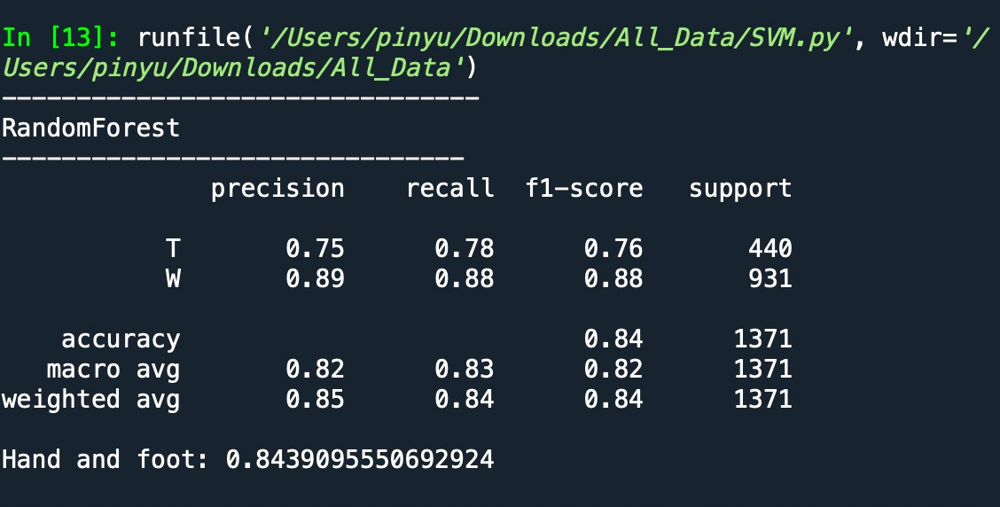 In [13]: runfile('/Users/pinyu/Downloads/All_Data/SVM.py', wdir='/
Users/pinyu/Downloads/All_Data')
--------------------------------
RandomForest
-------------------------------
precision recall f1-score support
T 0.75 0.78 0.76 440
W 0.89 0.88 0.88 931
accuracy 0.84 1371
macro avg 0.82 0.83 0.82 1371
weighted avg 0.85 0.84 0.84 1371
Hand and foot: 0.8439095550692924